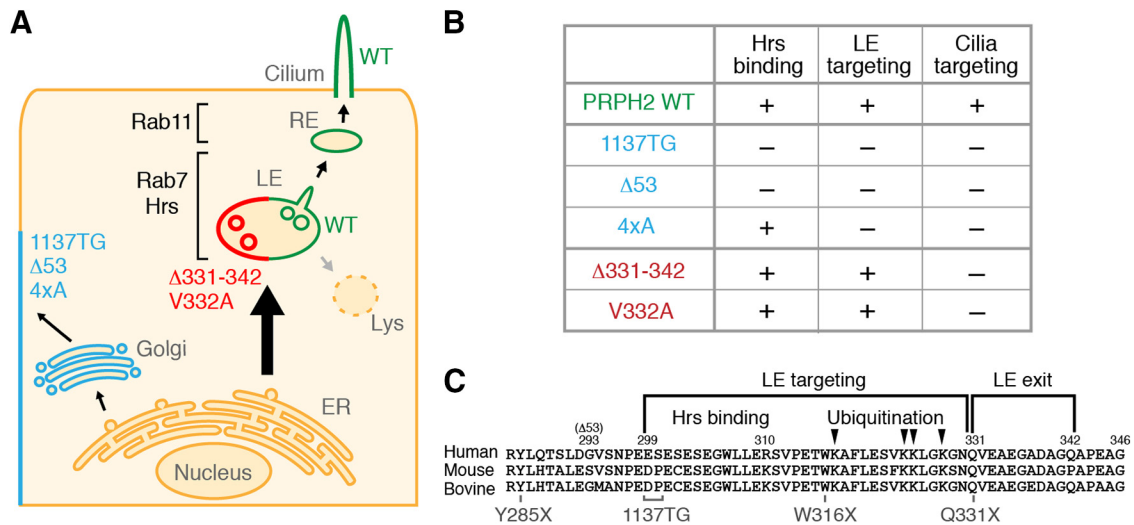 A
WT
Cilium
Rab11
RE
Rab7
Hrs
LE
WT
1137TG
Δ53
4xA
Δ331-342
V332A
Lys
Golgi
ER
Nucleus
B
Hrs binding LE targeting Cilia targeting
PRPH2 WT + + +
1137TG – – –
Δ53 – – –
4xA + – –
Δ331-342 + + –
V332A + + –
C
LE targeting LE exit
Hrs binding Ubiquitination
(Δ53)
293 299 310 331 342 346
Human RYLQTSLDGVSNPEESESESEGWLLERSVPETWKAFLESVKKLGKGNQVEAEGADAGQAPEAG
Mouse RYLHTALESVSNPEDPECESEGWLLEKSVPETWKAFLESFKKLGKGNQVEAEGADAGPAPEAG
Bovine RYLHTALEGMANPEDPECESEGWLLEKSVPETWKAFLESVKKLGKGNQVEAEGEDAGQAPAAG
Y285X 1137TG W316X Q331X